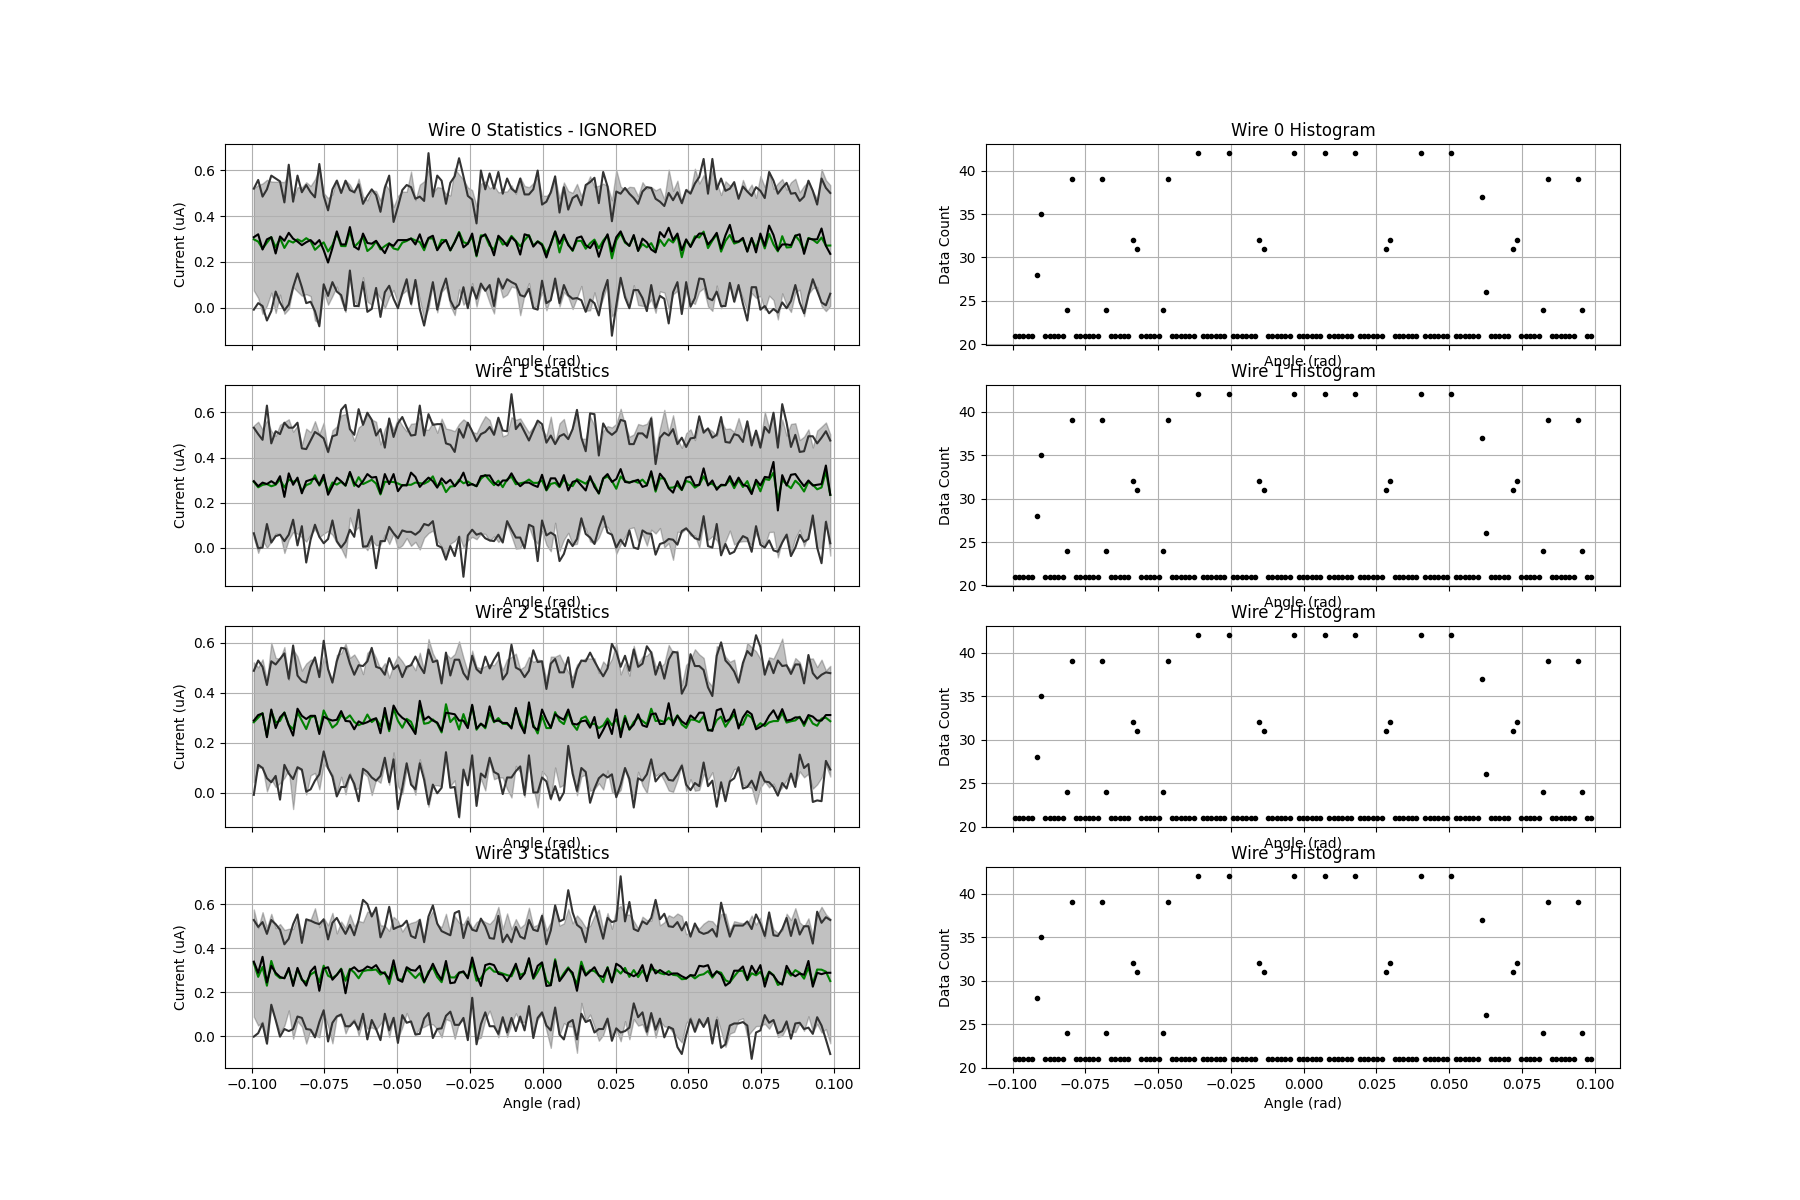 Wire 0 Statistics - IGNORED
Current (uA)
0.6
0.4
0.2
0.0
Angle (rad)
Wire 0 Histogram
Data Count
40
35
30
25
20
Angle (rad)
Wire 1 Statistics
Current (uA)
0.6
0.4
0.2
0.0
Angle (rad)
Wire 1 Histogram
Data Count
40
35
30
25
20
Angle (rad)
Wire 2 Statistics
Current (uA)
0.6
0.4
0.2
0.0
Angle (rad)
Wire 2 Histogram
Data Count
40
35
30
25
20
Angle (rad)
Wire 3 Statistics
Current (uA)
0.6
0.4
0.2
0.0
−0.100 −0.075 −0.050 −0.025 0.000 0.025 0.050 0.075 0.100
Angle (rad)
Wire 3 Histogram
Data Count
40
35
30
25
20
−0.100 −0.075 −0.050 −0.025 0.000 0.025 0.050 0.075 0.100
Angle (rad)